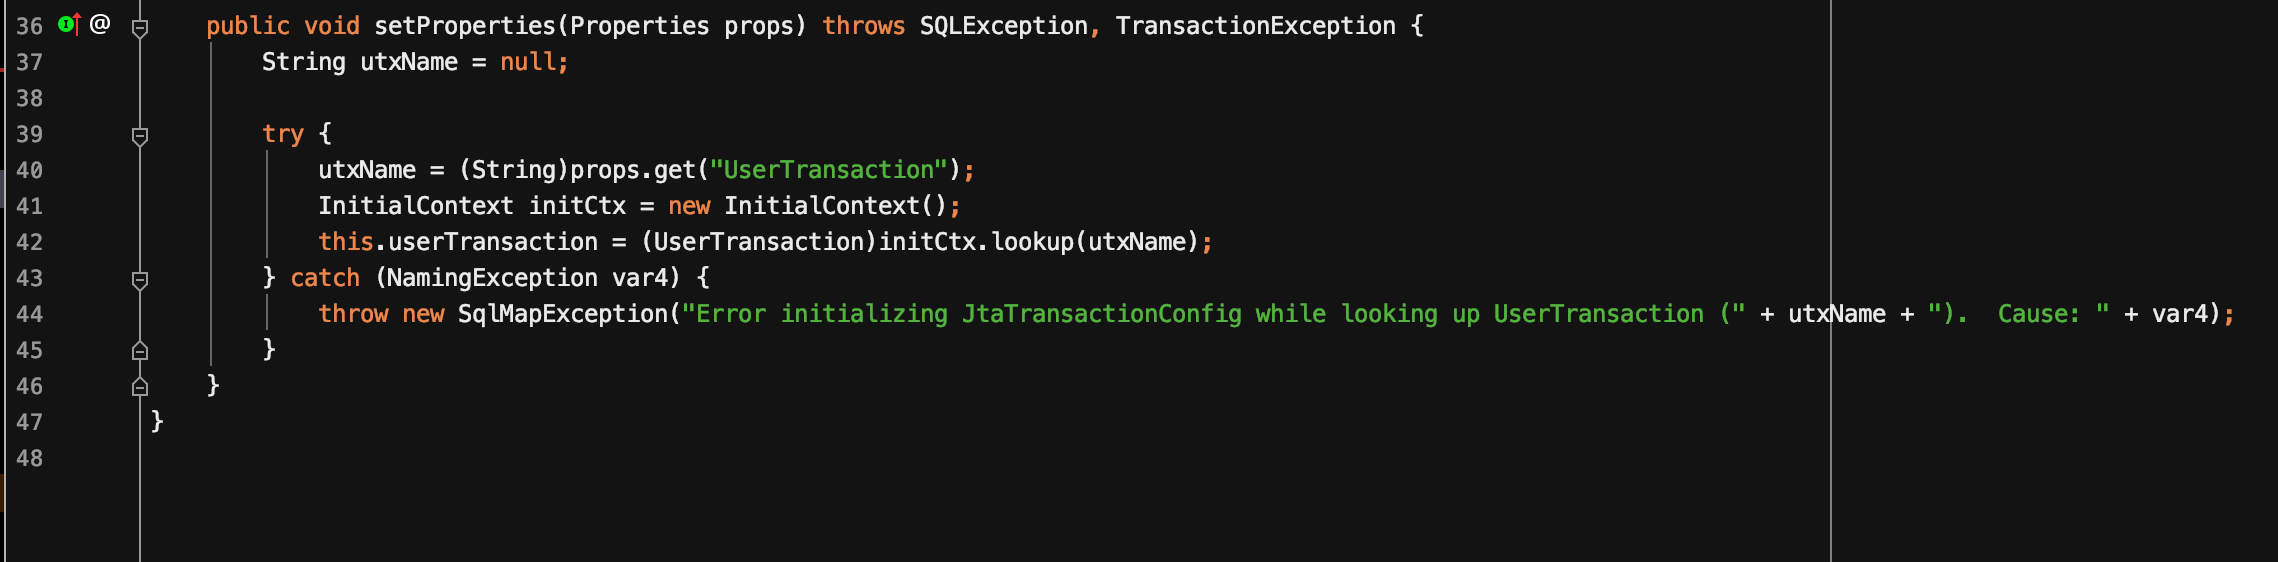 36 @ public void setProperties(Properties props) throws SQLException, TransactionException {
37 String utxName = null;
38
39 try {
40 utxName = (String)props.get("UserTransaction");
41 InitialContext initCtx = new InitialContext();
42 this.userTransaction = (UserTransaction)initCtx.lookup(utxName);
43 } catch (NamingException var4) {
44 throw new SqlMapException("Error initializing JtaTransactionConfig while looking up UserTransaction (" + utxName + ").  Cause: " + var4);
45 }
46 }
47 }
48